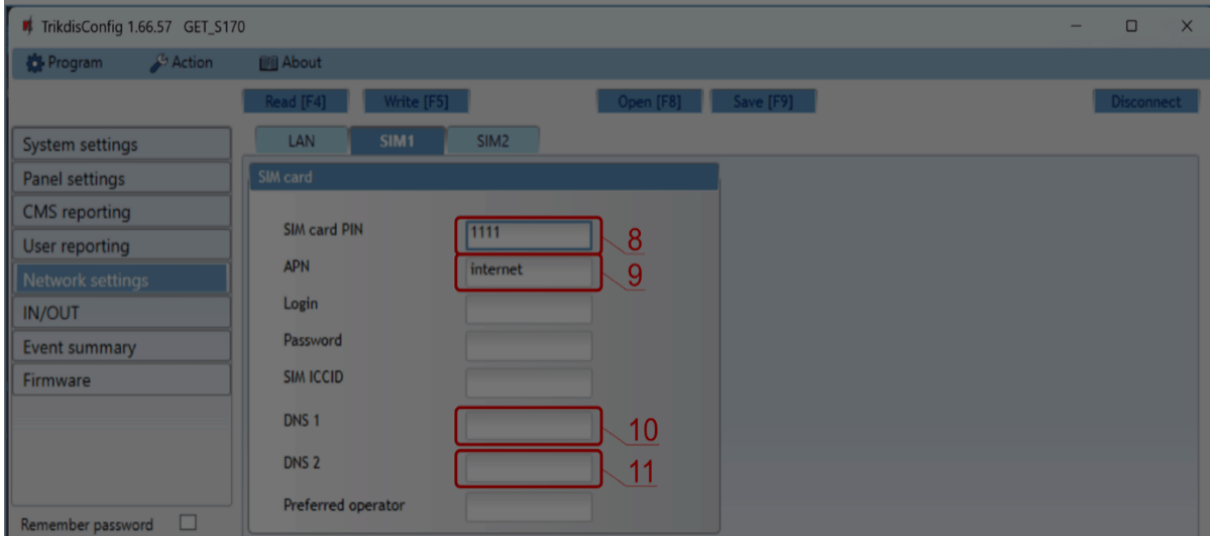 TrikdisConfig 1.66.57 GET_S170
Program Action About
Read [F4] Write [F5] Open [F8] Save [F9] Disconnect
System settings
Panel settings
CMS reporting
User reporting
Network settings
IN/OUT
Event summary
Firmware
Remember password
LAN SIM1 SIM2
SIM card
SIM card PIN 1111 8
APN internet 9
Login
Password
SIM ICCID
DNS 1 10
DNS 2 11
Preferred operator